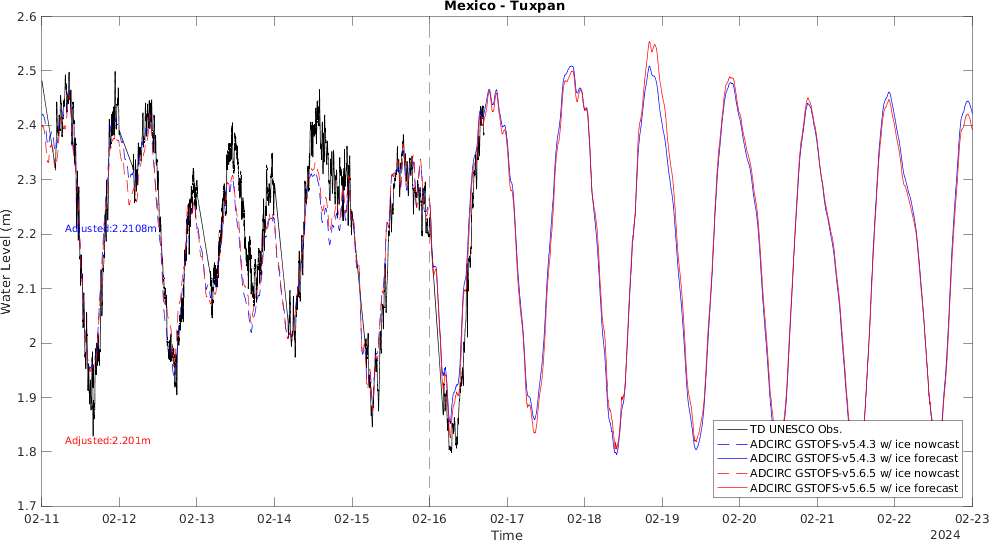 Mexico - Tuxpan
Water Level (m)
2.6
2.5
2.4
2.3
2.2
2.1
2
1.9
1.8
1.7
Adjusted:2.2108m
Adjusted:2.201m
TD UNESCO Obs.
ADCIRC GSTOFS-v5.4.3 w/ ice nowcast
ADCIRC GSTOFS-v5.4.3 w/ ice forecast
ADCIRC GSTOFS-v5.6.5 w/ ice nowcast
ADCIRC GSTOFS-v5.6.5 w/ ice forecast
02-11 02-12 02-13 02-14 02-15 02-16 02-17 02-18 02-19 02-20 02-21 02-22 02-23
Time
2024